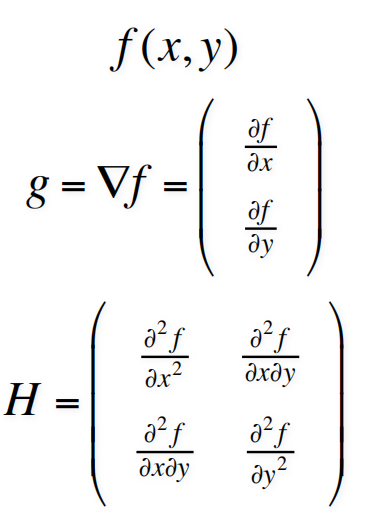 f(x, y)
g = ∇f = ( ∂f/∂x ; ∂f/∂y )
H = ( ∂²f/∂x² ∂²f/∂x∂y ; ∂²f/∂x∂y ∂²f/∂y² )